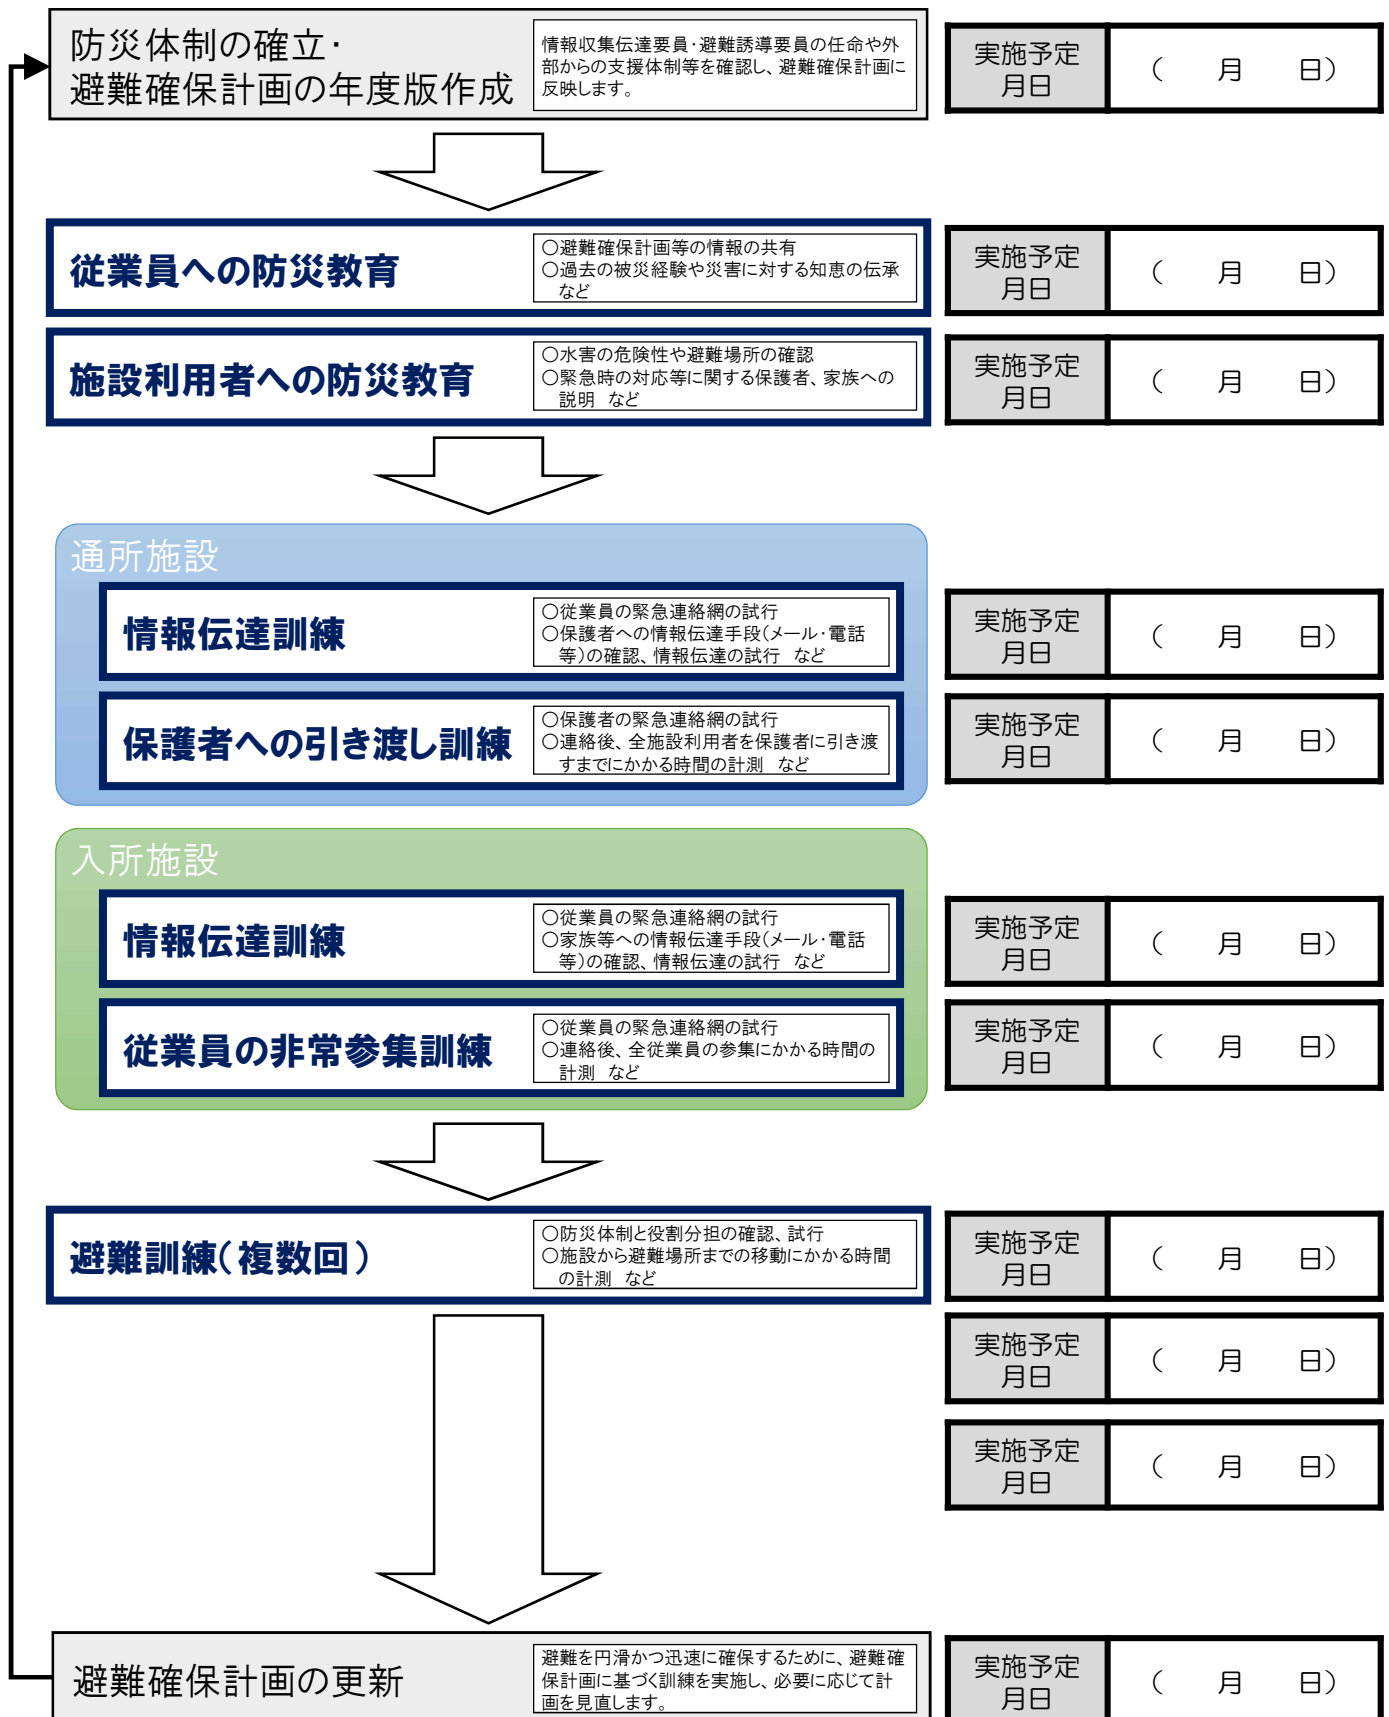 防災体制の確立・
避難確保計画の年度版作成
情報収集伝達要員・避難誘導要員の任命や外
部からの支援体制等を確認し、避難確保計画に
反映します。
実施予定
月日
（　月　日）
従業員への防災教育
○避難確保計画等の情報の共有
○過去の被災経験や災害に対する知恵の伝承
など
実施予定
月日
（　月　日）
施設利用者への防災教育
○水害の危険性や避難場所の確認
○緊急時の対応等に関する保護者、家族への
説明　など
実施予定
月日
（　月　日）
通所施設
情報伝達訓練
○従業員の緊急連絡網の試行
○保護者への情報伝達手段（メール・電話
等）の確認、情報伝達の試行　など
実施予定
月日
（　月　日）
保護者への引き渡し訓練
○保護者の緊急連絡網の試行
○連絡後、全施設利用者を保護者に引き渡
すまでにかかる時間の計測　など
実施予定
月日
（　月　日）
入所施設
情報伝達訓練
○従業員の緊急連絡網の試行
○家族等への情報伝達手段（メール・電話
等）の確認、情報伝達の試行　など
実施予定
月日
（　月　日）
従業員の非常参集訓練
○従業員の緊急連絡網の試行
○連絡後、全従業員の参集にかかる時間の
計測　など
実施予定
月日
（　月　日）
避難訓練（複数回）
○防災体制と役割分担の確認、試行
○施設から避難場所までの移動にかかる時間
の計測　など
実施予定
月日
（　月　日）
実施予定
月日
（　月　日）
実施予定
月日
（　月　日）
避難確保計画の更新
避難を円滑かつ迅速に確保するために、避難確
保計画に基づく訓練を実施し、必要に応じて計
画を見直します。
実施予定
月日
（　月　日）